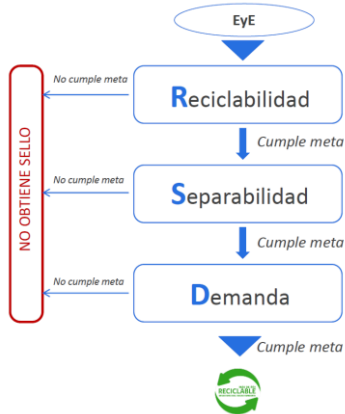 EyE
No cumple meta
Reciclabilidad
Cumple meta
No cumple meta
Separabilidad
Cumple meta
NO OBTIENE SELLO
No cumple meta
Demanda
Cumple meta
RECICLABLE